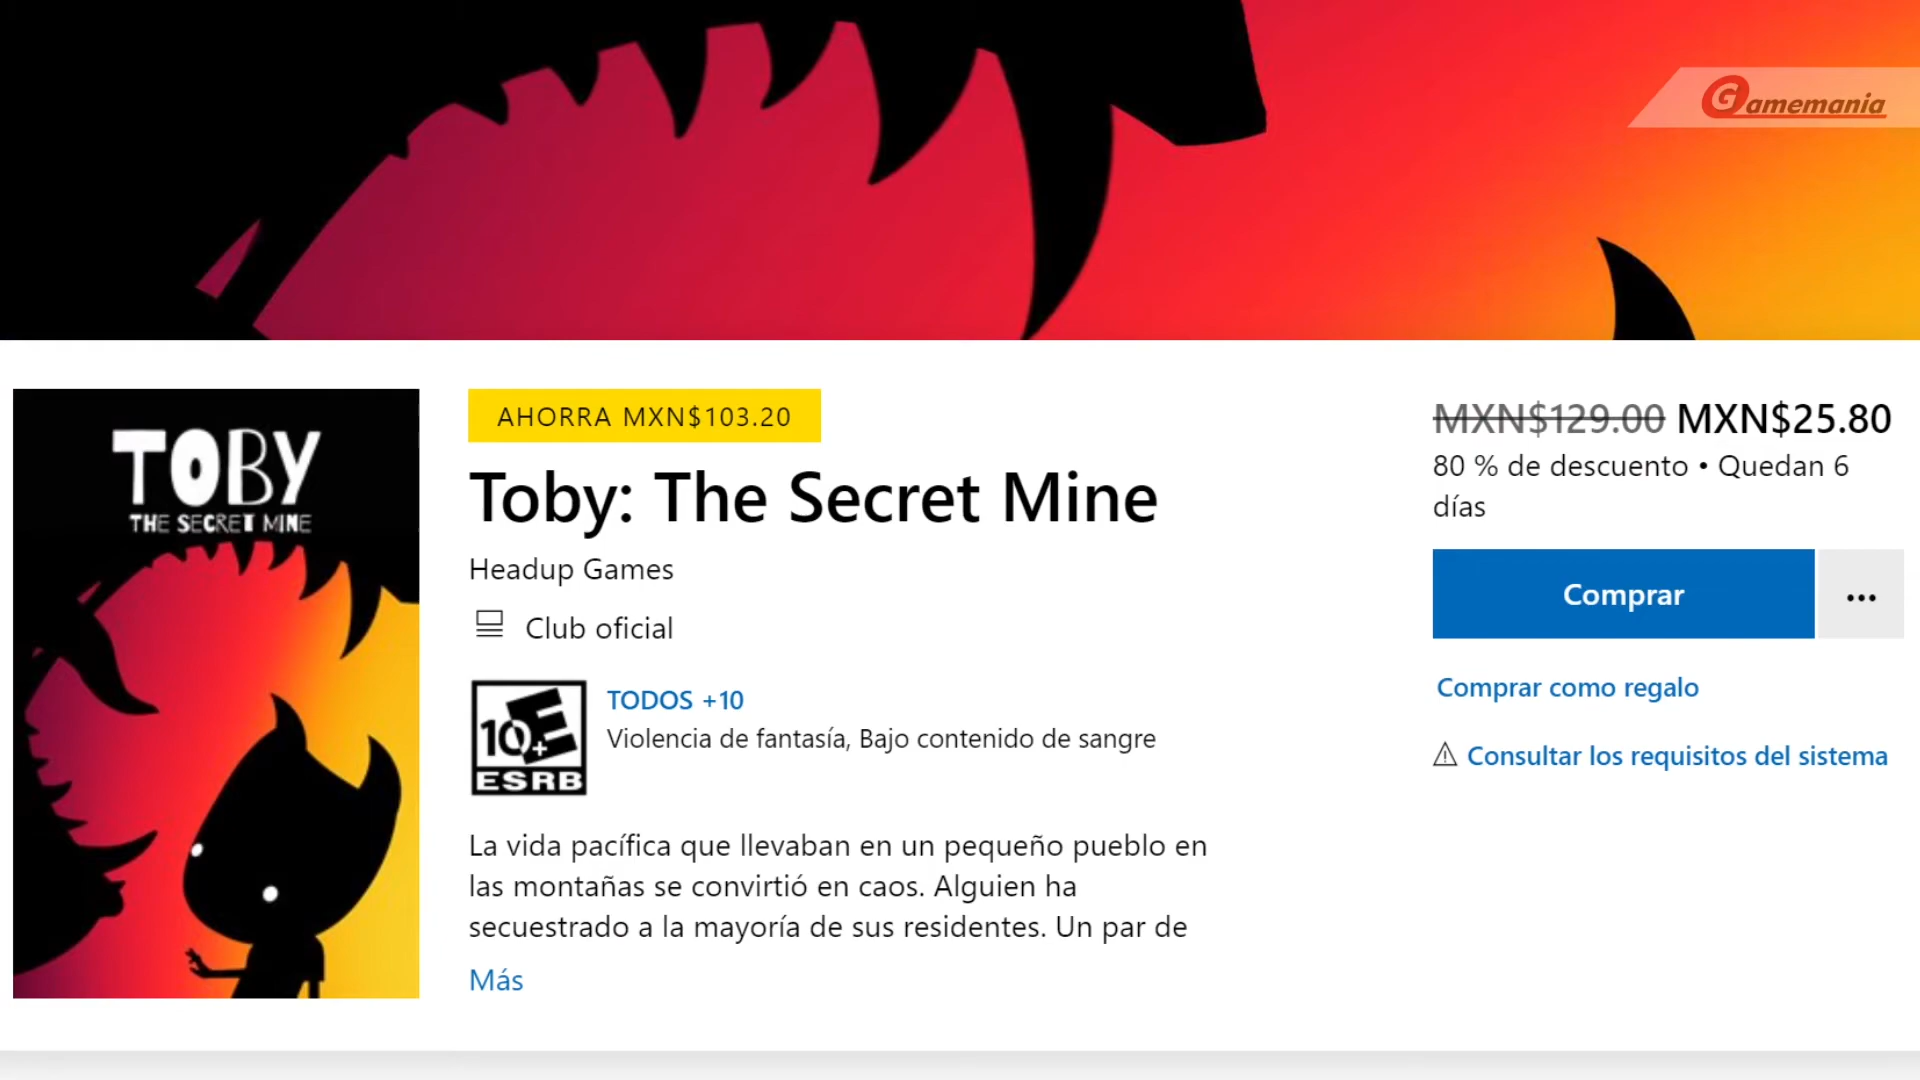 Gamemania
TOBY
THE SECRET MINE
AHORRA MXN$103.20
Toby: The Secret Mine
Headup Games
Club oficial
10+ E
ESRB
TODOS +10
Violencia de fantasía, Bajo contenido de sangre
La vida pacífica que llevaban en un pequeño pueblo en
las montañas se convirtió en caos. Alguien ha
secuestrado a la mayoría de sus residentes. Un par de
Más
MXN$129.00 MXN$25.80
80 % de descuento • Quedan 6
días
Comprar
...
Comprar como regalo
Consultar los requisitos del sistema